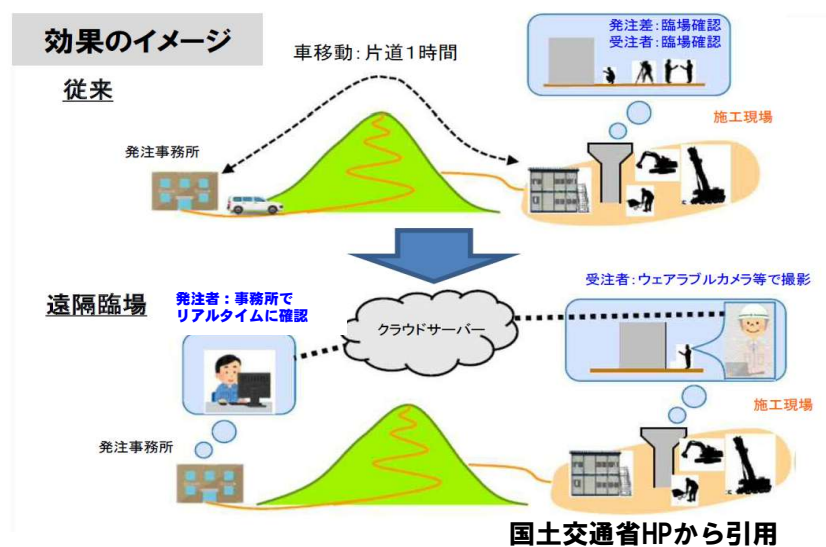 効果のイメージ
従来
車移動：片道１時間
発注差：臨場確認
受注者：臨場確認
施工現場
発注事務所
遠隔臨場
発注者：事務所で
リアルタイムに確認
クラウドサーバー
受注者：ウェアラブルカメラ等で撮影
施工現場
発注事務所
国土交通省HPから引用